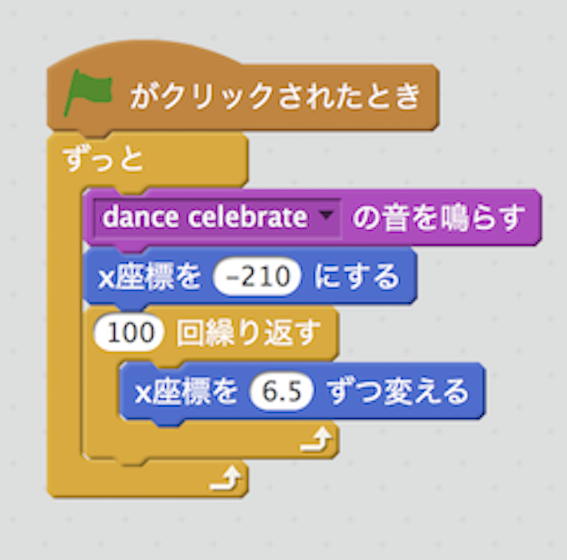 がクリックされたとき
ずっと
dance celebrate の音を鳴らす
x座標を -210 にする
100 回繰り返す
x座標を 6.5 ずつ変える